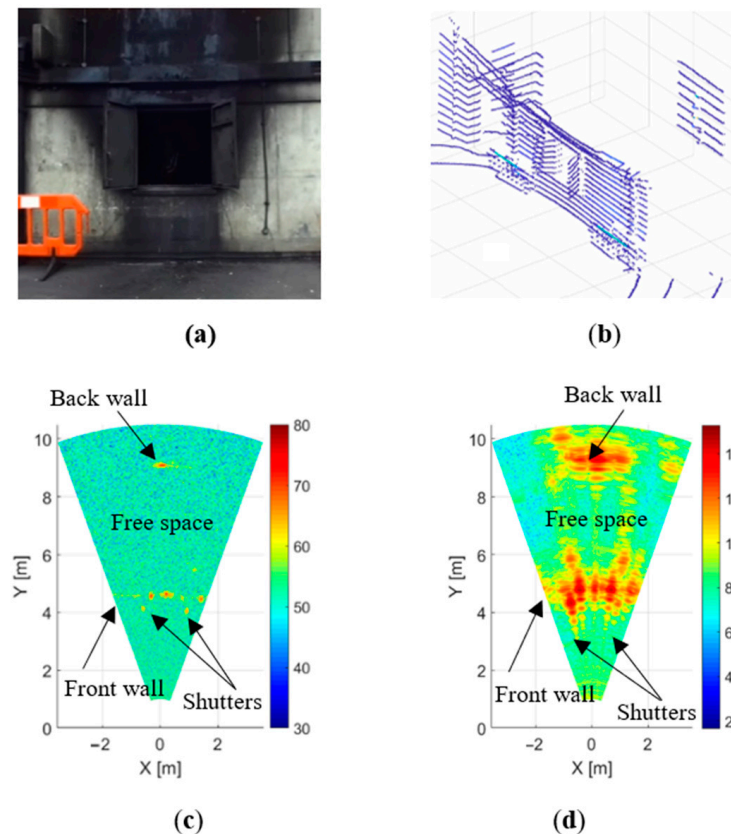 (a)
(b)
Back wall
Free space
Front wall
Shutters
Y [m]
X [m]
10
8
6
4
2
0
−2
0
2
80
70
60
50
40
30
(c)
Back wall
Free space
Front wall
Shutters
Y [m]
X [m]
10
8
6
4
2
0
−2
0
2
(d)